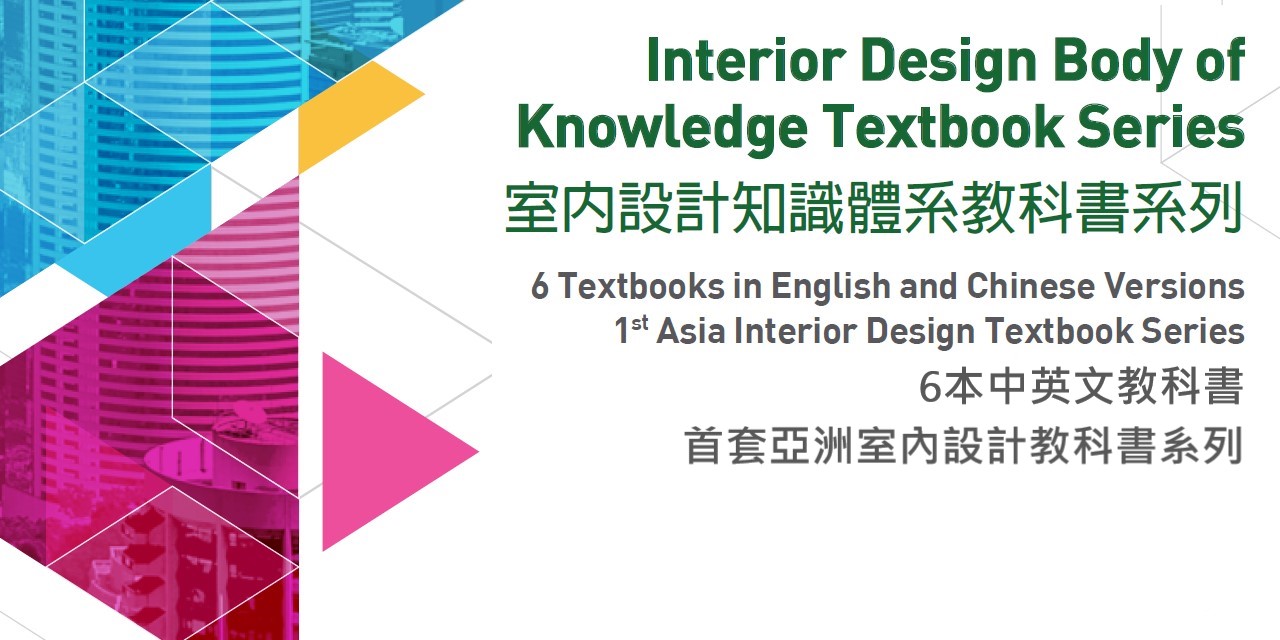 Interior Design Body of
Knowledge Textbook Series
室内設計知識體系教科書系列
6 Textbooks in English and Chinese Versions
1st Asia Interior Design Textbook Series
6本中英文教科書
首套亞洲室內設計教科書系列